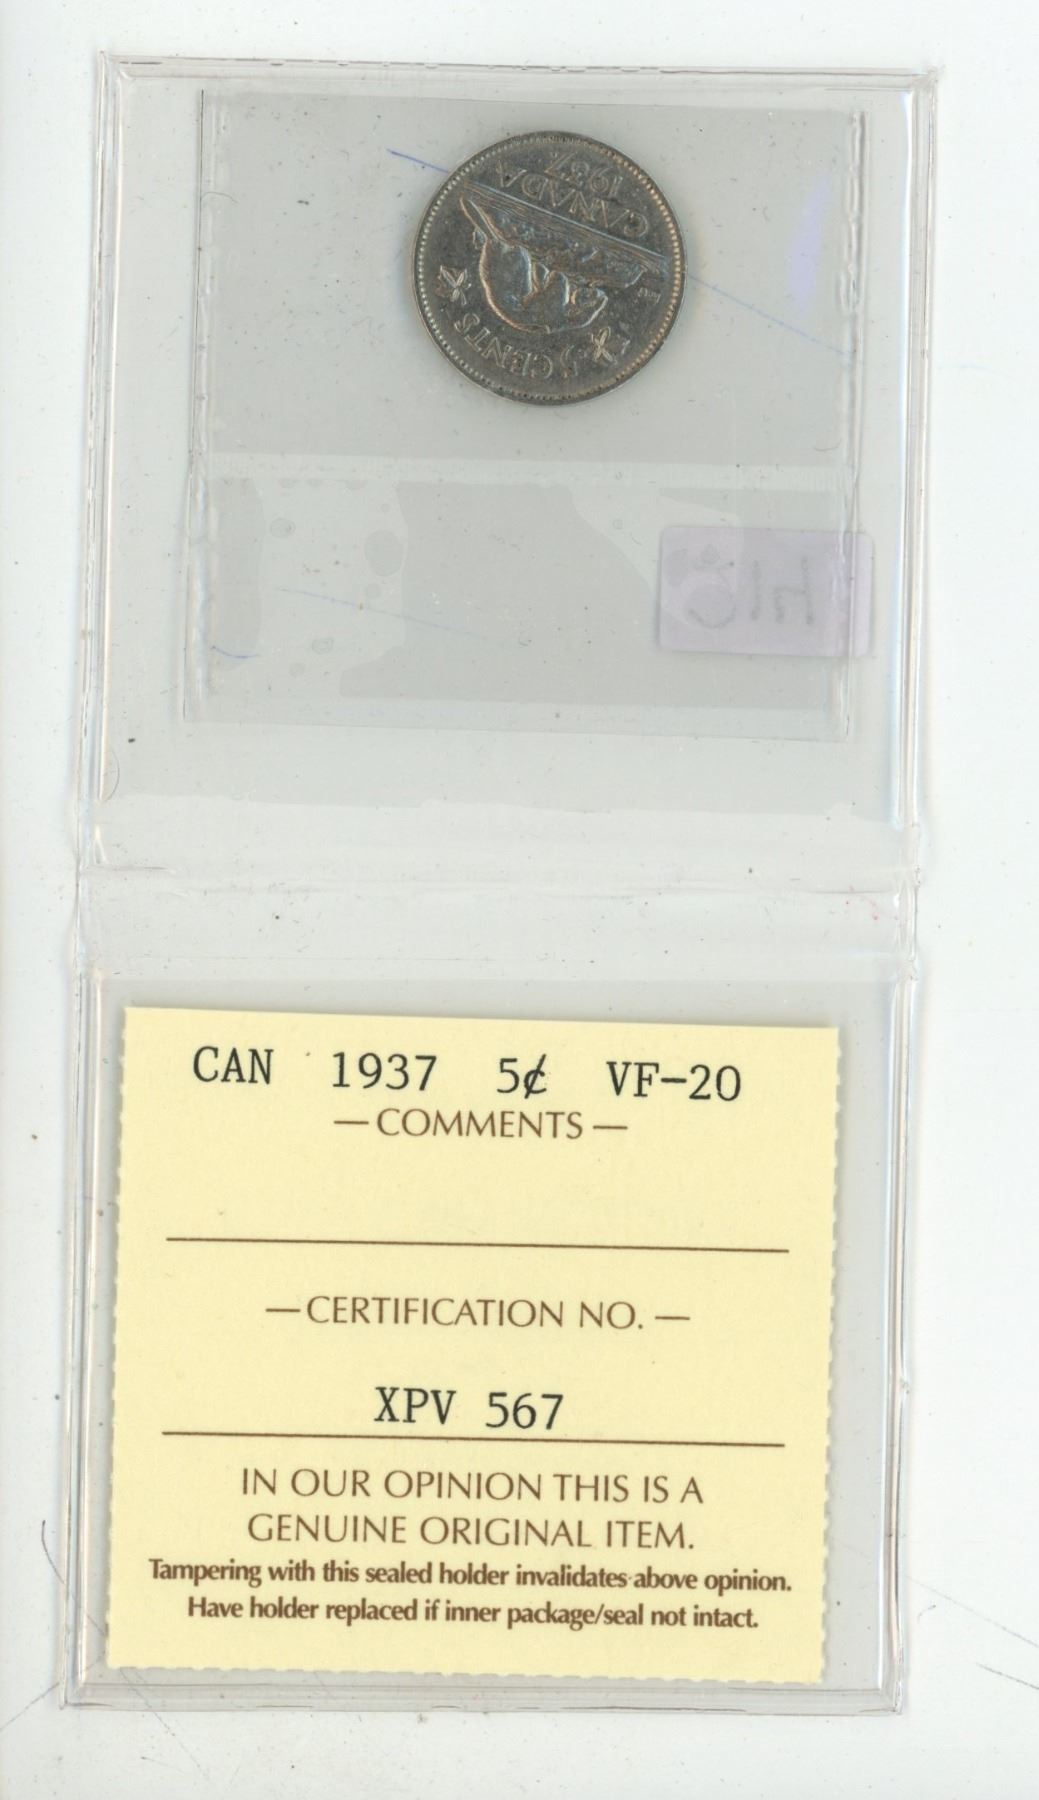 CANADA
1937
5 CENTS
CAN 1937 5¢ VF-20
—COMMENTS—
—CERTIFICATION NO.—
XPV 567
IN OUR OPINION THIS IS A
GENUINE ORIGINAL ITEM.
Tampering with this sealed holder invalidates above opinion.
Have holder replaced if inner package/seal not intact.